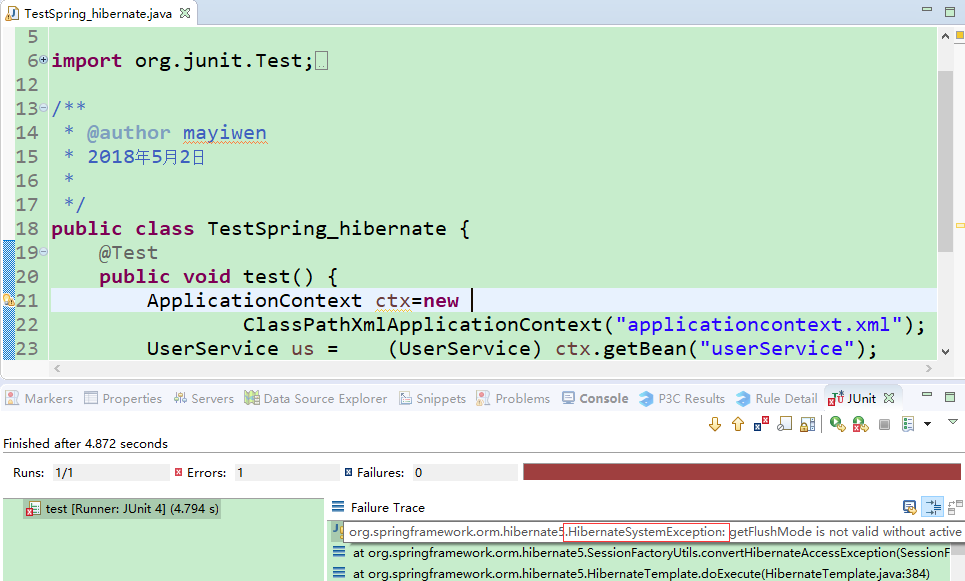 TestSpring_hibernate.java
5
6 import org.junit.Test;
12
13 /**
14 * @author mayiwen
15 * 2018年5月2日
16 *
17 */
18 public class TestSpring_hibernate {
19 @Test
20 public void test() {
21 ApplicationContext ctx=new
22 ClassPathXmlApplicationContext("applicationcontext.xml");
23 UserService us = (UserService) ctx.getBean("userService");
Markers Properties Servers Data Source Explorer Snippets Problems Console P3C Results Rule Detail JUnit
Finished after 4.872 seconds
Runs: 1/1 Errors: 1 Failures: 0
test [Runner: JUnit 4] (4.794 s)
Failure Trace
org.springframework.orm.hibernate5.HibernateSystemException: getFlushMode is not valid without active
at org.springframework.orm.hibernate5.SessionFactoryUtils.convertHibernateAccessException(SessionF
at org.springframework.orm.hibernate5.HibernateTemplate.doExecute(HibernateTemplate.java:384)